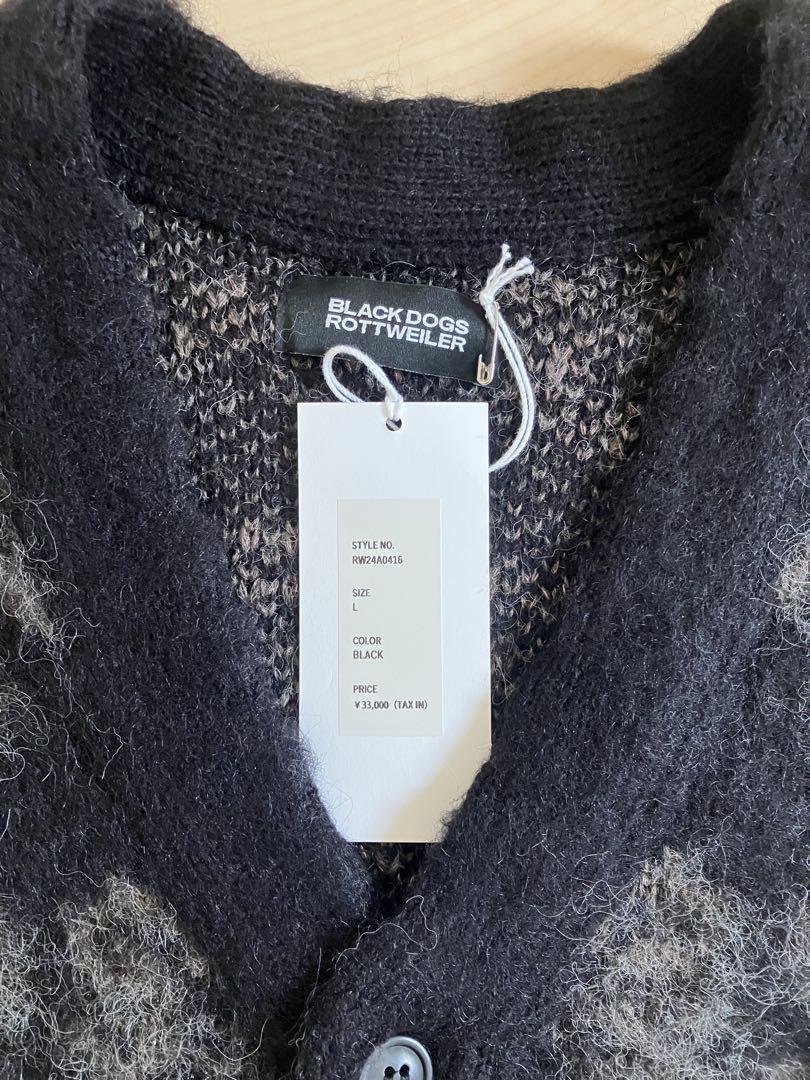 BLACK DOGS
ROTTWEILER
STYLE NO.
RW24A0416
SIZE
L
COLOR
BLACK
PRICE
￥33,000（TAX IN）